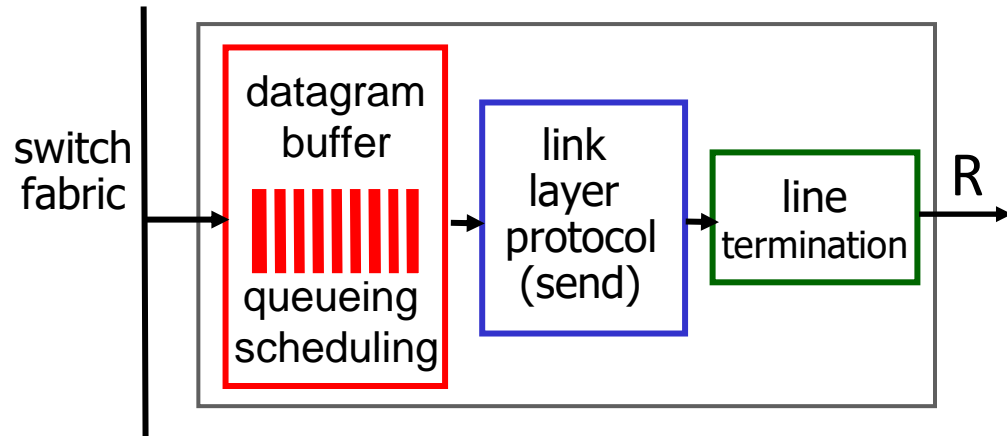 switch
fabric
datagram
buffer
queueing
scheduling
link
layer
protocol
(send)
line
termination
R